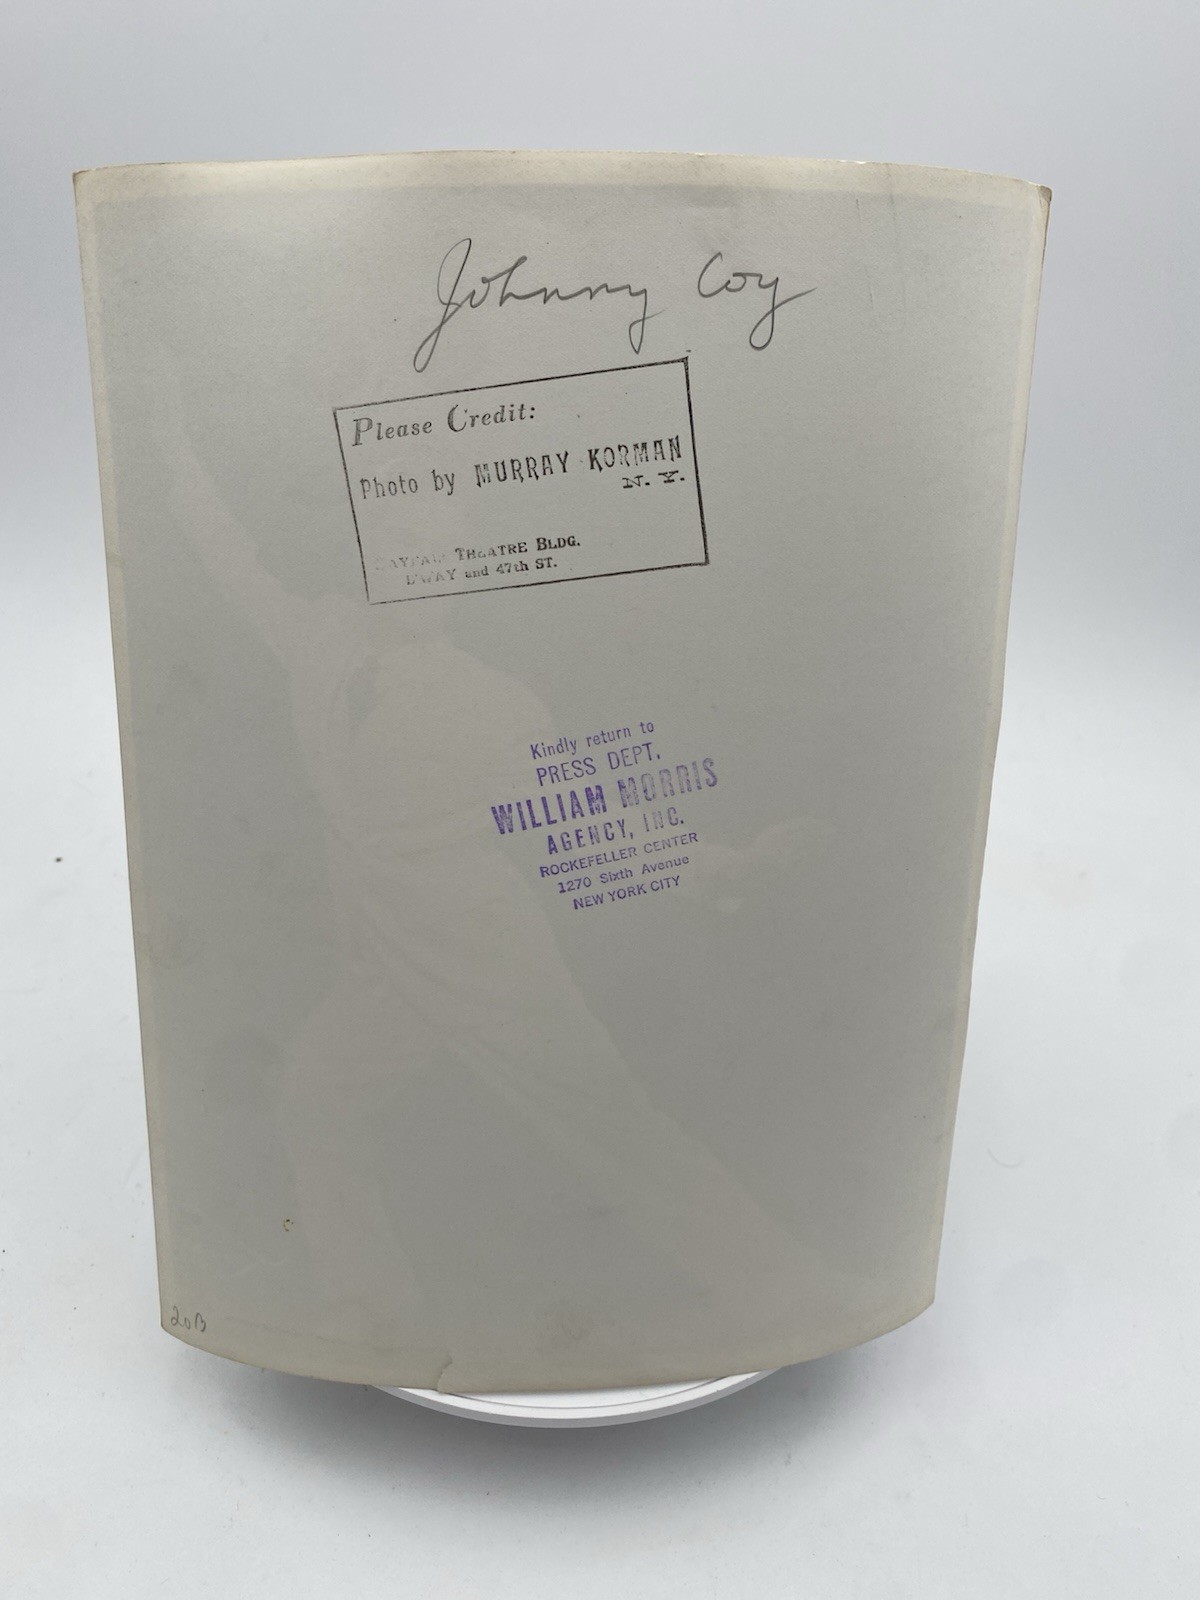 Johnny Coy
Please Credit:
Photo by MURRAY KORMAN
N. Y.
THEATRE BLDG.
and 47th ST.
Kindly return to
PRESS DEPT.
WILLIAM MORRIS
AGENCY, INC.
ROCKEFELLER CENTER
1270 Sixth Avenue
NEW YORK CITY
20B